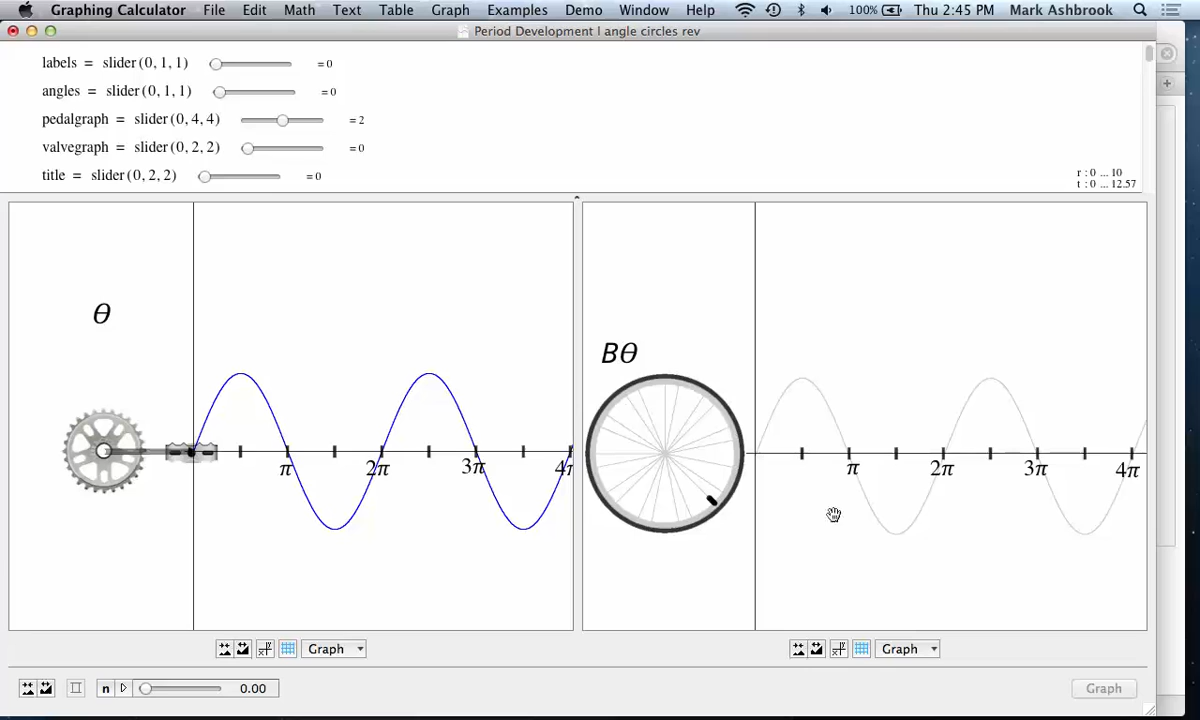 Graphing Calculator File Edit Math Text Table Graph Examples Demo Window Help 100% Thu 2:45 PM Mark Ashbrook
Period Development l angle circles rev
labels = slider (0, 1, 1) = 0
angles = slider (0, 1, 1) = 0
pedalgraph = slider (0, 4, 4) = 2
valvegraph = slider (0, 2, 2) = 0
title = slider (0, 2, 2) = 0
r : 0 ... 10
t : 0 ... 12.57
θ
π 2π 3π 4π
Bθ
π 2π 3π 4π
Graph
Graph
n 0.00
Graph